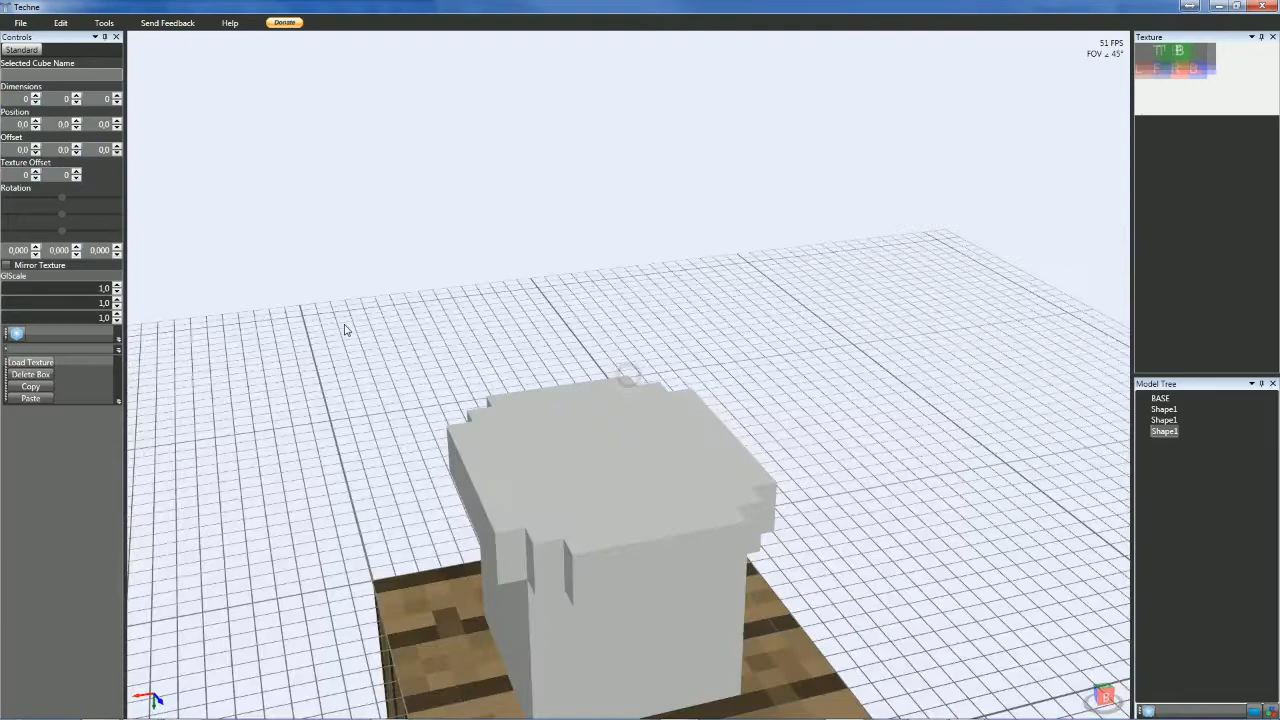 Techne
File Edit Tools Send Feedback Help Donate
Controls
Standard
Selected Cube Name
Dimensions
0 0 0
Position
0,0 0,0 0,0
Offset
0,0 0,0 0,0
Texture Offset
0 0
Rotation
0,000 0,000 0,000
Mirror Texture
GlScale
1,0
1,0
1,0
Load Texture
Delete Box
Copy
Paste
51 FPS
FOV ∠ 45°
Texture
T B
L F R B
Model Tree
BASE
Shape1
Shape1
Shape1
R